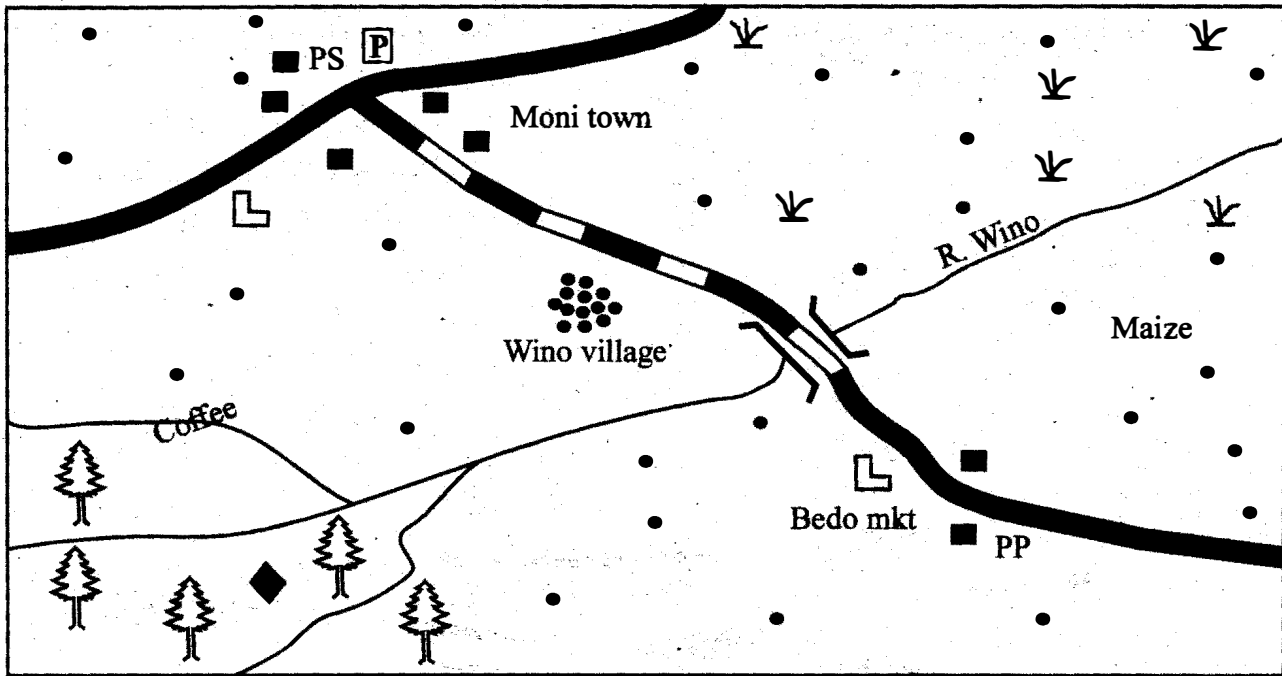 PS
P
Moni town
R. Wino
Maize
Wino village
Coffee
Bedo mkt
PP